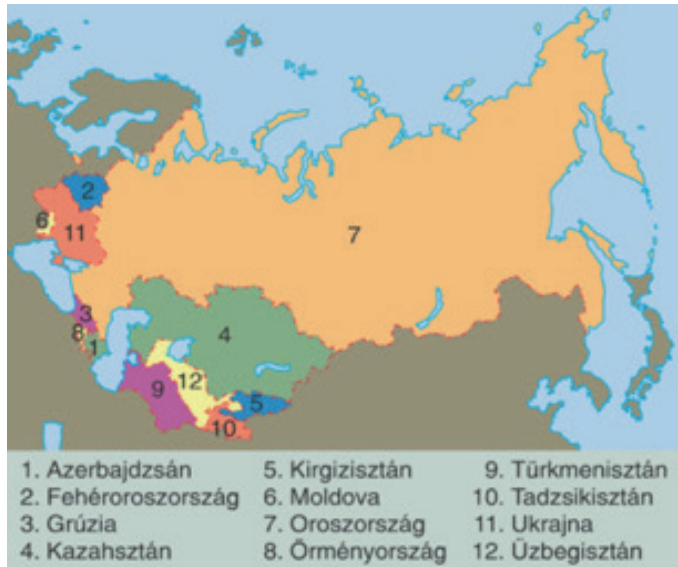 2
6
11
7
3
8
1
4
12
9
5
10
1. Azerbajdzsán
2. Fehéroroszország
3. Grúzia
4. Kazahsztán
5. Kirgizisztán
6. Moldova
7. Oroszország
8. Örményország
9. Türkmenisztán
10. Tadzsikisztán
11. Ukrajna
12. Üzbegisztán